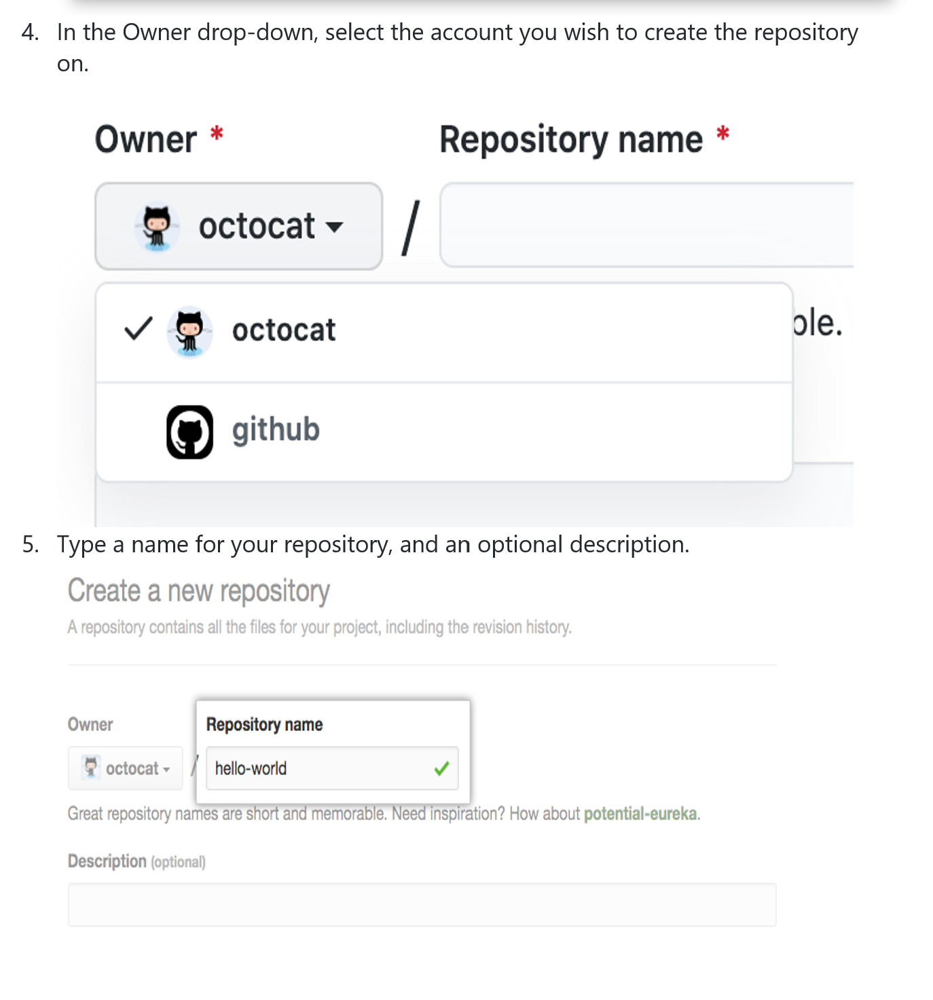 4. In the Owner drop-down, select the account you wish to create the repository
on.
Owner * Repository name *
octocat /
octocat
github
5. Type a name for your repository, and an optional description.
Create a new repository
A repository contains all the files for your project, including the revision history.
Owner Repository name
octocat / hello-world
Great repository names are short and memorable. Need inspiration? How about potential-eureka.
Description (optional)